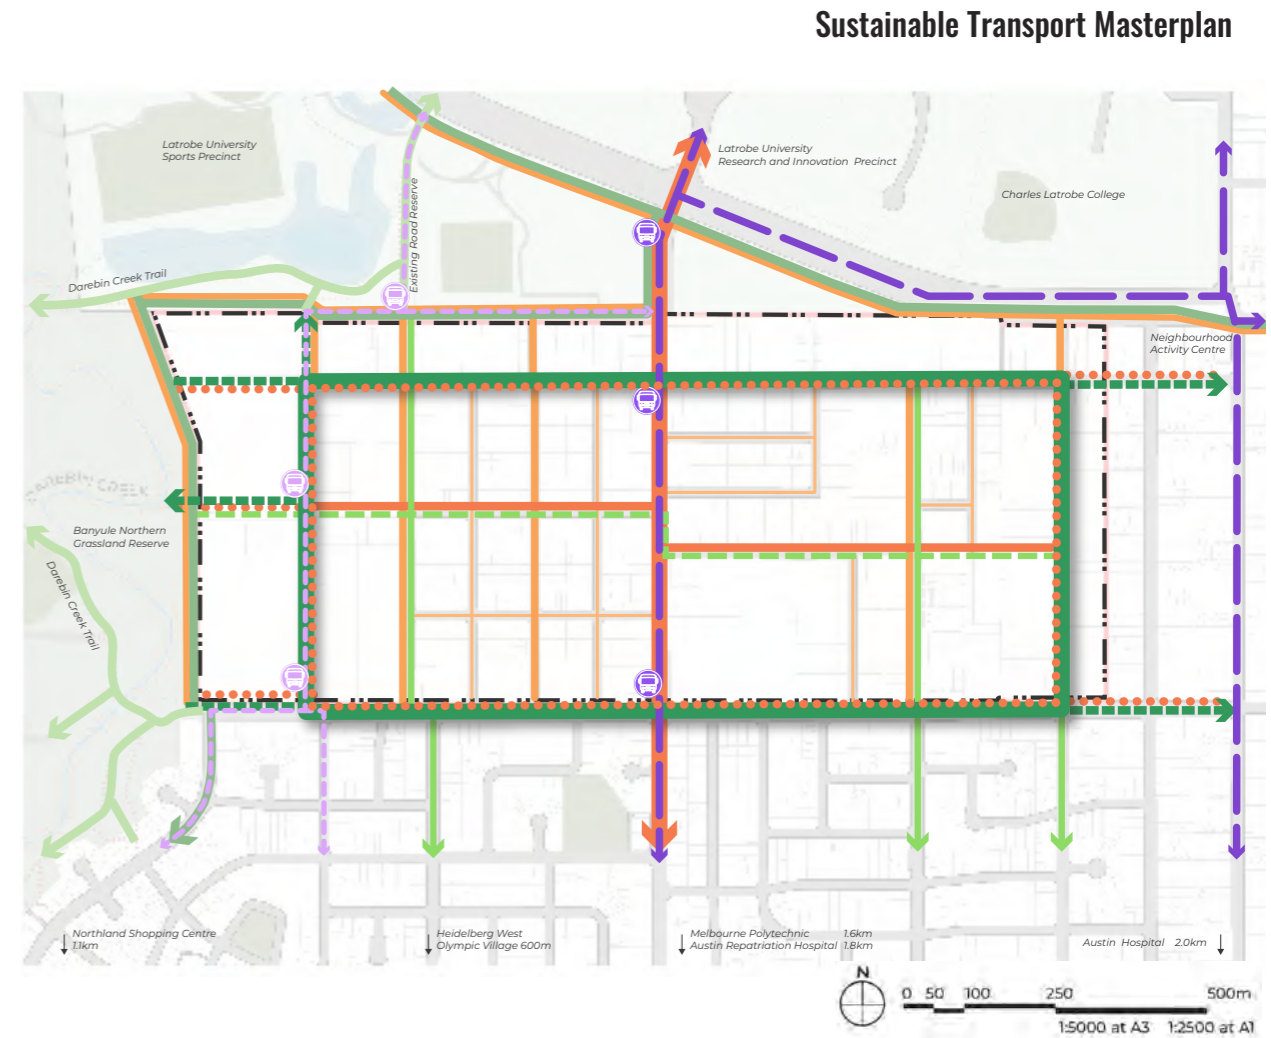 Sustainable Transport Masterplan
Latrobe University
Sports Precinct
Latrobe University
Research and Innovation Precinct
Charles Latrobe College
Existing Road Reserve
Darebin Creek Trail
Neighbourhood
Activity Centre
DAREBIN CREEK
Banyule Northern
Grassland Reserve
Darebin Creek Trail
Northland Shopping Centre
1.1km
Heidelberg West
Olympic Village 600m
Melbourne Polytechnic 1.6km
Austin Repatriation Hospital 1.8km
Austin Hospital 2.0km
N
0 50 100 250 500m
1:5000 at A3 1:2500 at A1